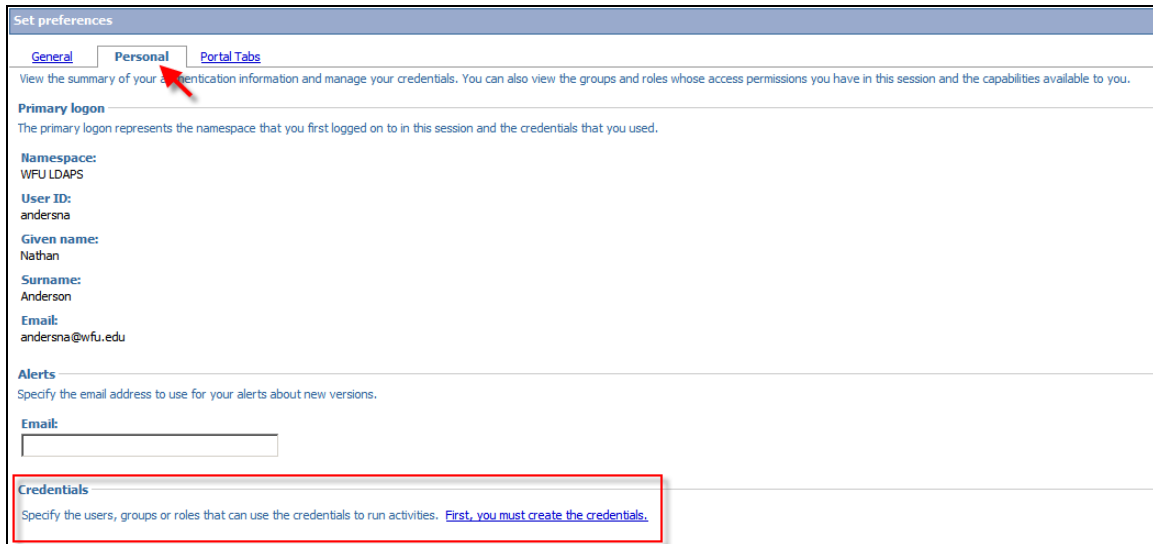 Set preferences
General Personal Portal Tabs
View the summary of your authentication information and manage your credentials. You can also view the groups and roles whose access permissions you have in this session and the capabilities available to you.
Primary logon
The primary logon represents the namespace that you first logged on to in this session and the credentials that you used.
Namespace:
WFU LDAPS
User ID:
andersna
Given name:
Nathan
Surname:
Anderson
Email:
andersna@wfu.edu
Alerts
Specify the email address to use for your alerts about new versions.
Email:
Credentials
Specify the users, groups or roles that can use the credentials to run activities. First, you must create the credentials.